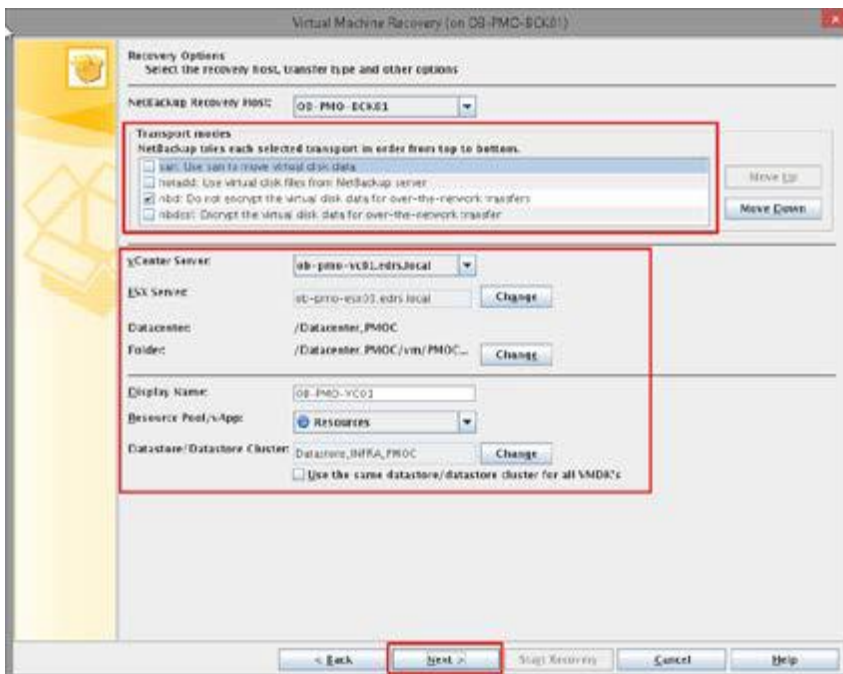 Virtual Machine Recovery (on OB-PMO-BCK01)
Recovery Options
Select the recovery host, transfer type and other options
NetBackup Recovery Host:
OB-PMO-BCK01
Transport modes
NetBackup tries each selected transport in order from top to bottom.
san: Use san to move virtual disk data
hotadd: Use virtual disk files from NetBackup server
nbd: Do not encrypt the virtual disk data for over-the-network transfers
nbdssl: Encrypt the virtual disk data for over-the-network transfer
Move Up
Move Down
vCenter Server:
ob-pmo-vc01.edrs.local
ESX Server:
ob-pmo-esx03.edrs.local
Change
Datacenter:
/Datacenter_PMOC
Folder:
/Datacenter_PMOC/vm/PMOC...
Change
Display Name:
OB-PMO-VC01
Resource Pool/vApp:
Resources
Datastore/Datastore Cluster:
Datastore_INFRA_PMOC
Change
Use the same datastore/datastore cluster for all VMDK's
< Back
Next >
Start Recovery
Cancel
Help